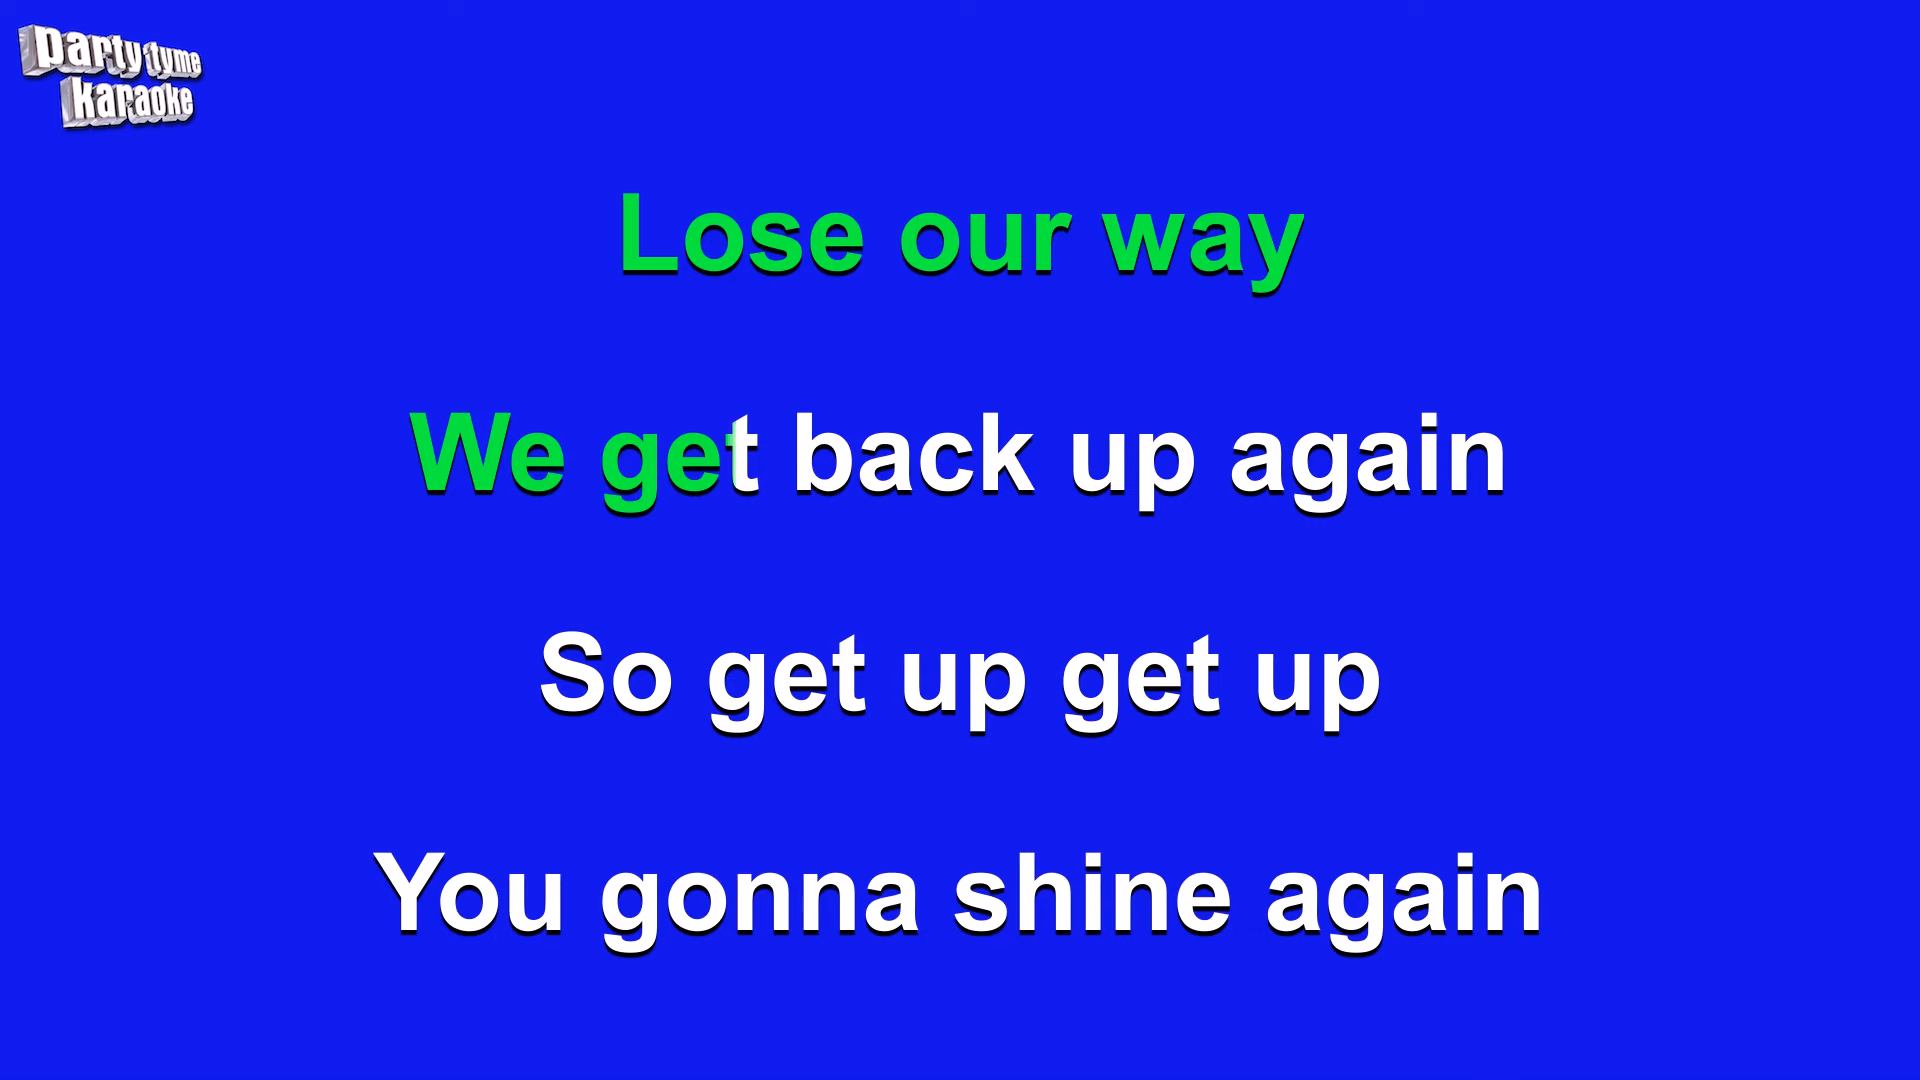 party tyme
karaoke
Lose our way
We get back up again
So get up get up
You gonna shine again